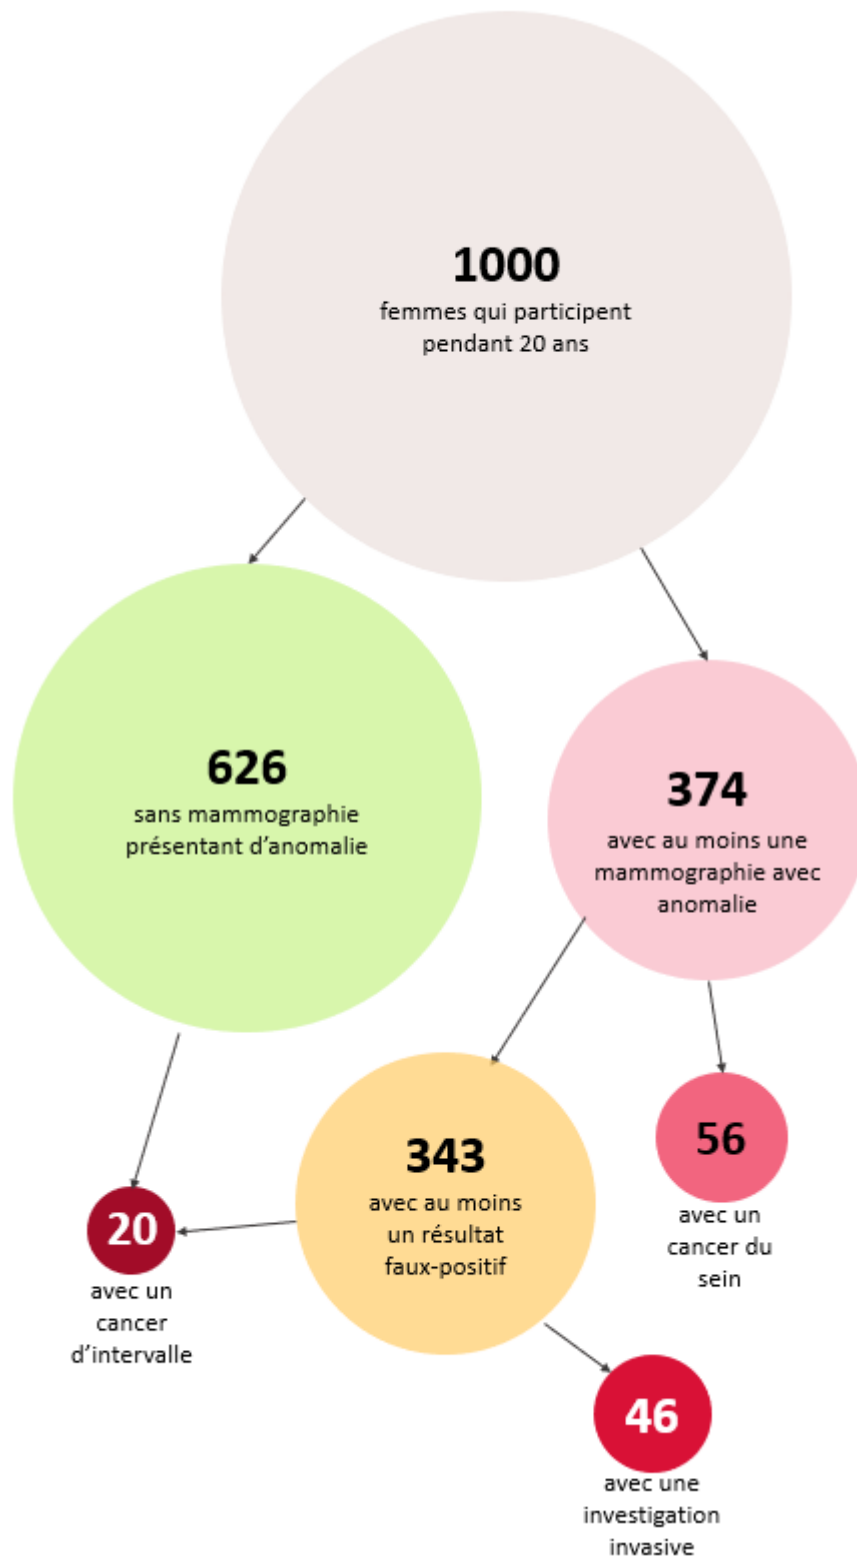 1000
femmes qui participent
pendant 20 ans
626
sans mammographie
présentant d’anomalie
374
avec au moins une
mammographie avec
anomalie
343
avec au moins
un résultat
faux-positif
56
avec un
cancer du
sein
20
avec un
cancer
d’intervalle
46
avec une
investigation
invasive